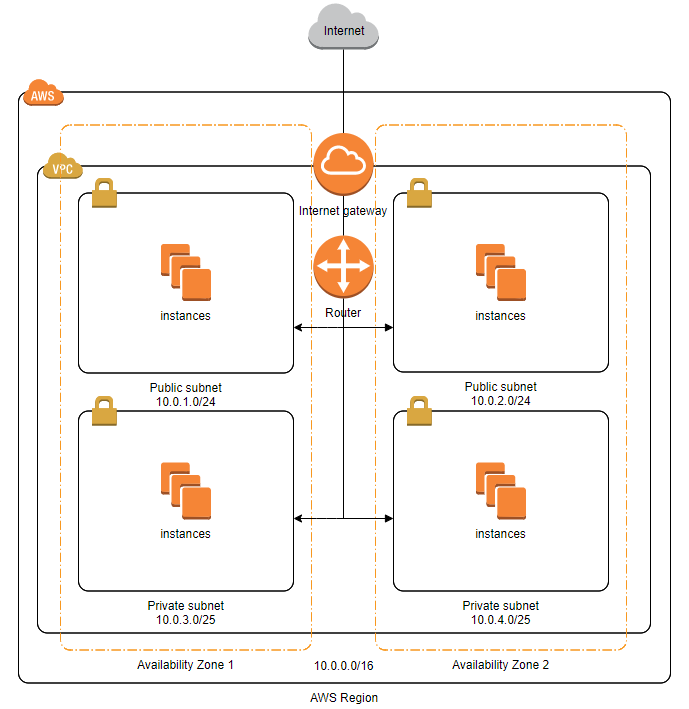 Internet
AWS
VPC
Internet gateway
Router
instances
instances
Public subnet
10.0.1.0/24
Public subnet
10.0.2.0/24
instances
instances
Private subnet
10.0.3.0/25
Private subnet
10.0.4.0/25
Availability Zone 1
10.0.0.0/16
Availability Zone 2
AWS Region